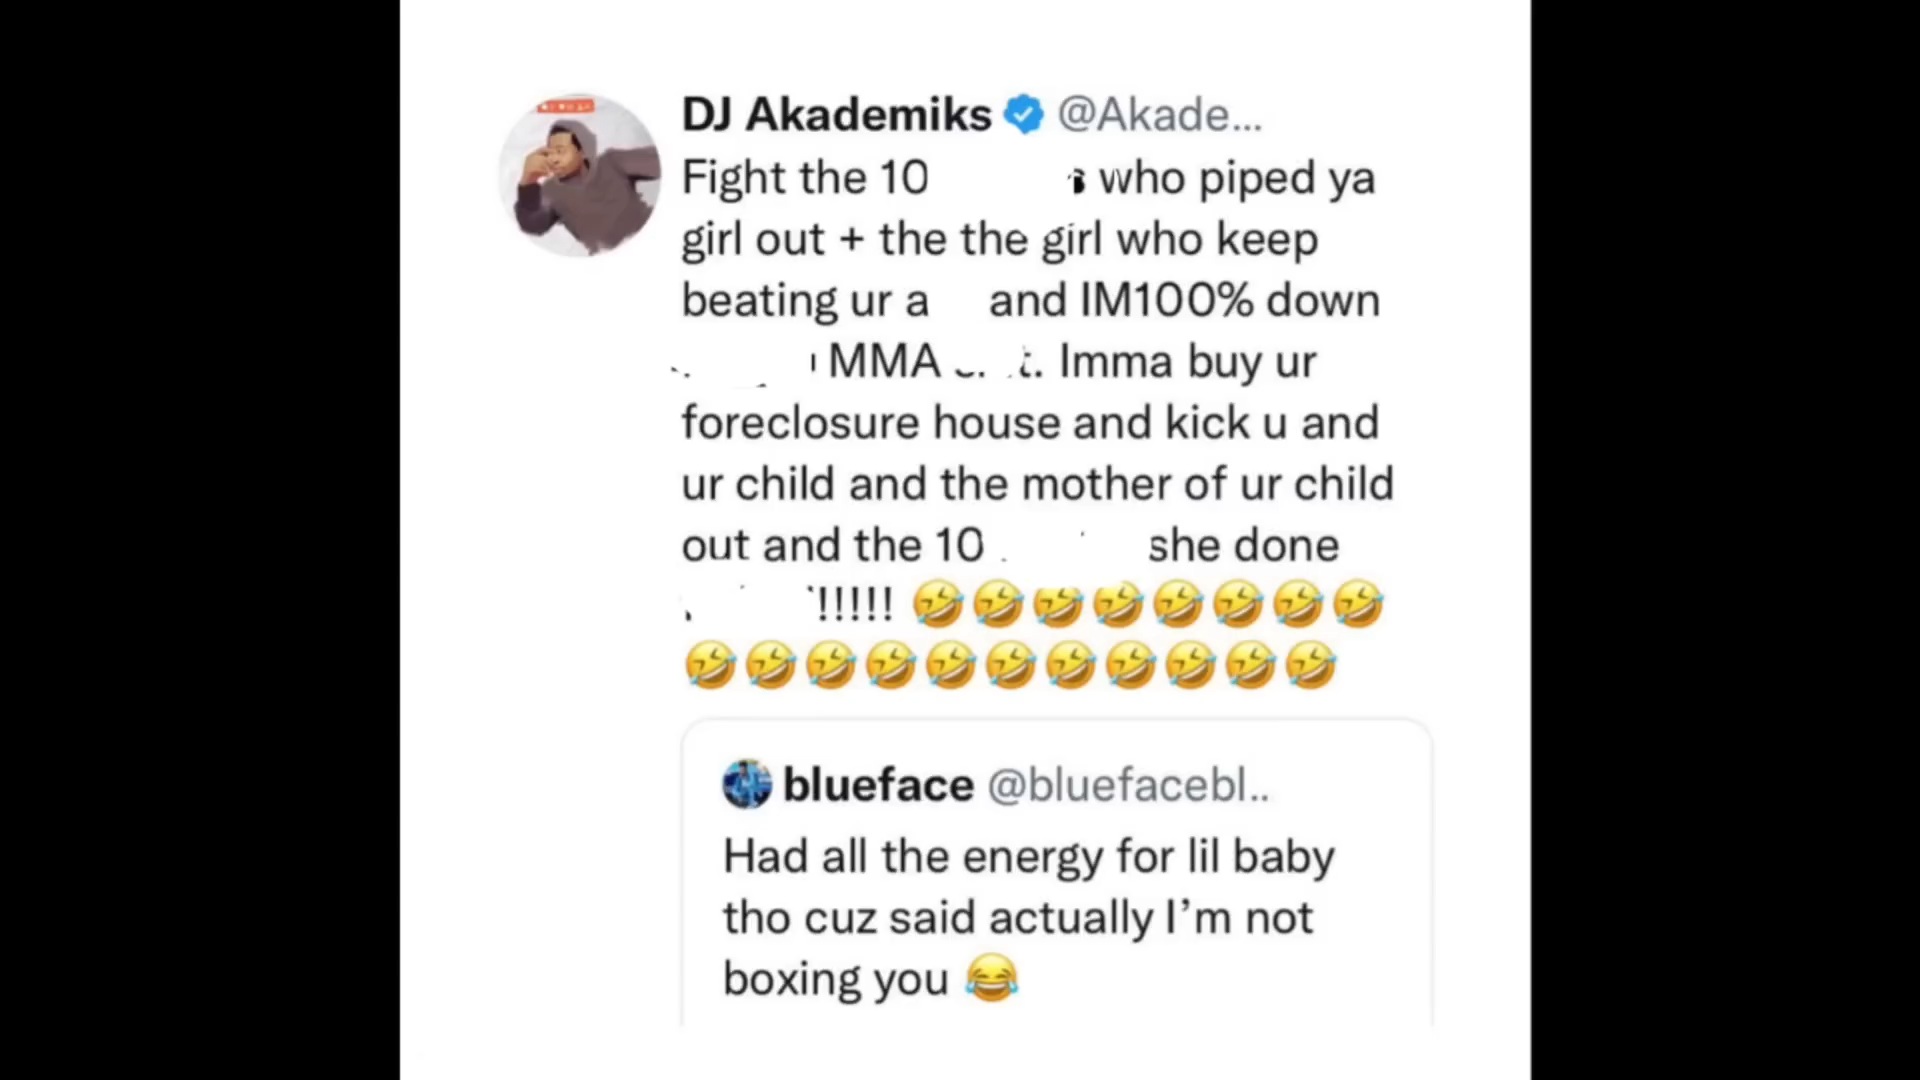 DJ Akademiks @Akade...
Fight the 10 who piped ya
girl out + the the girl who keep
beating ur a and IM100% down
MMA . Imma buy ur
foreclosure house and kick u and
ur child and the mother of ur child
out and the 10 she done
!!!!! 🤣🤣🤣🤣🤣🤣🤣🤣
🤣🤣🤣🤣🤣🤣🤣🤣🤣🤣🤣
blueface @bluefacebl..
Had all the energy for lil baby
tho cuz said actually I’m not
boxing you 😂